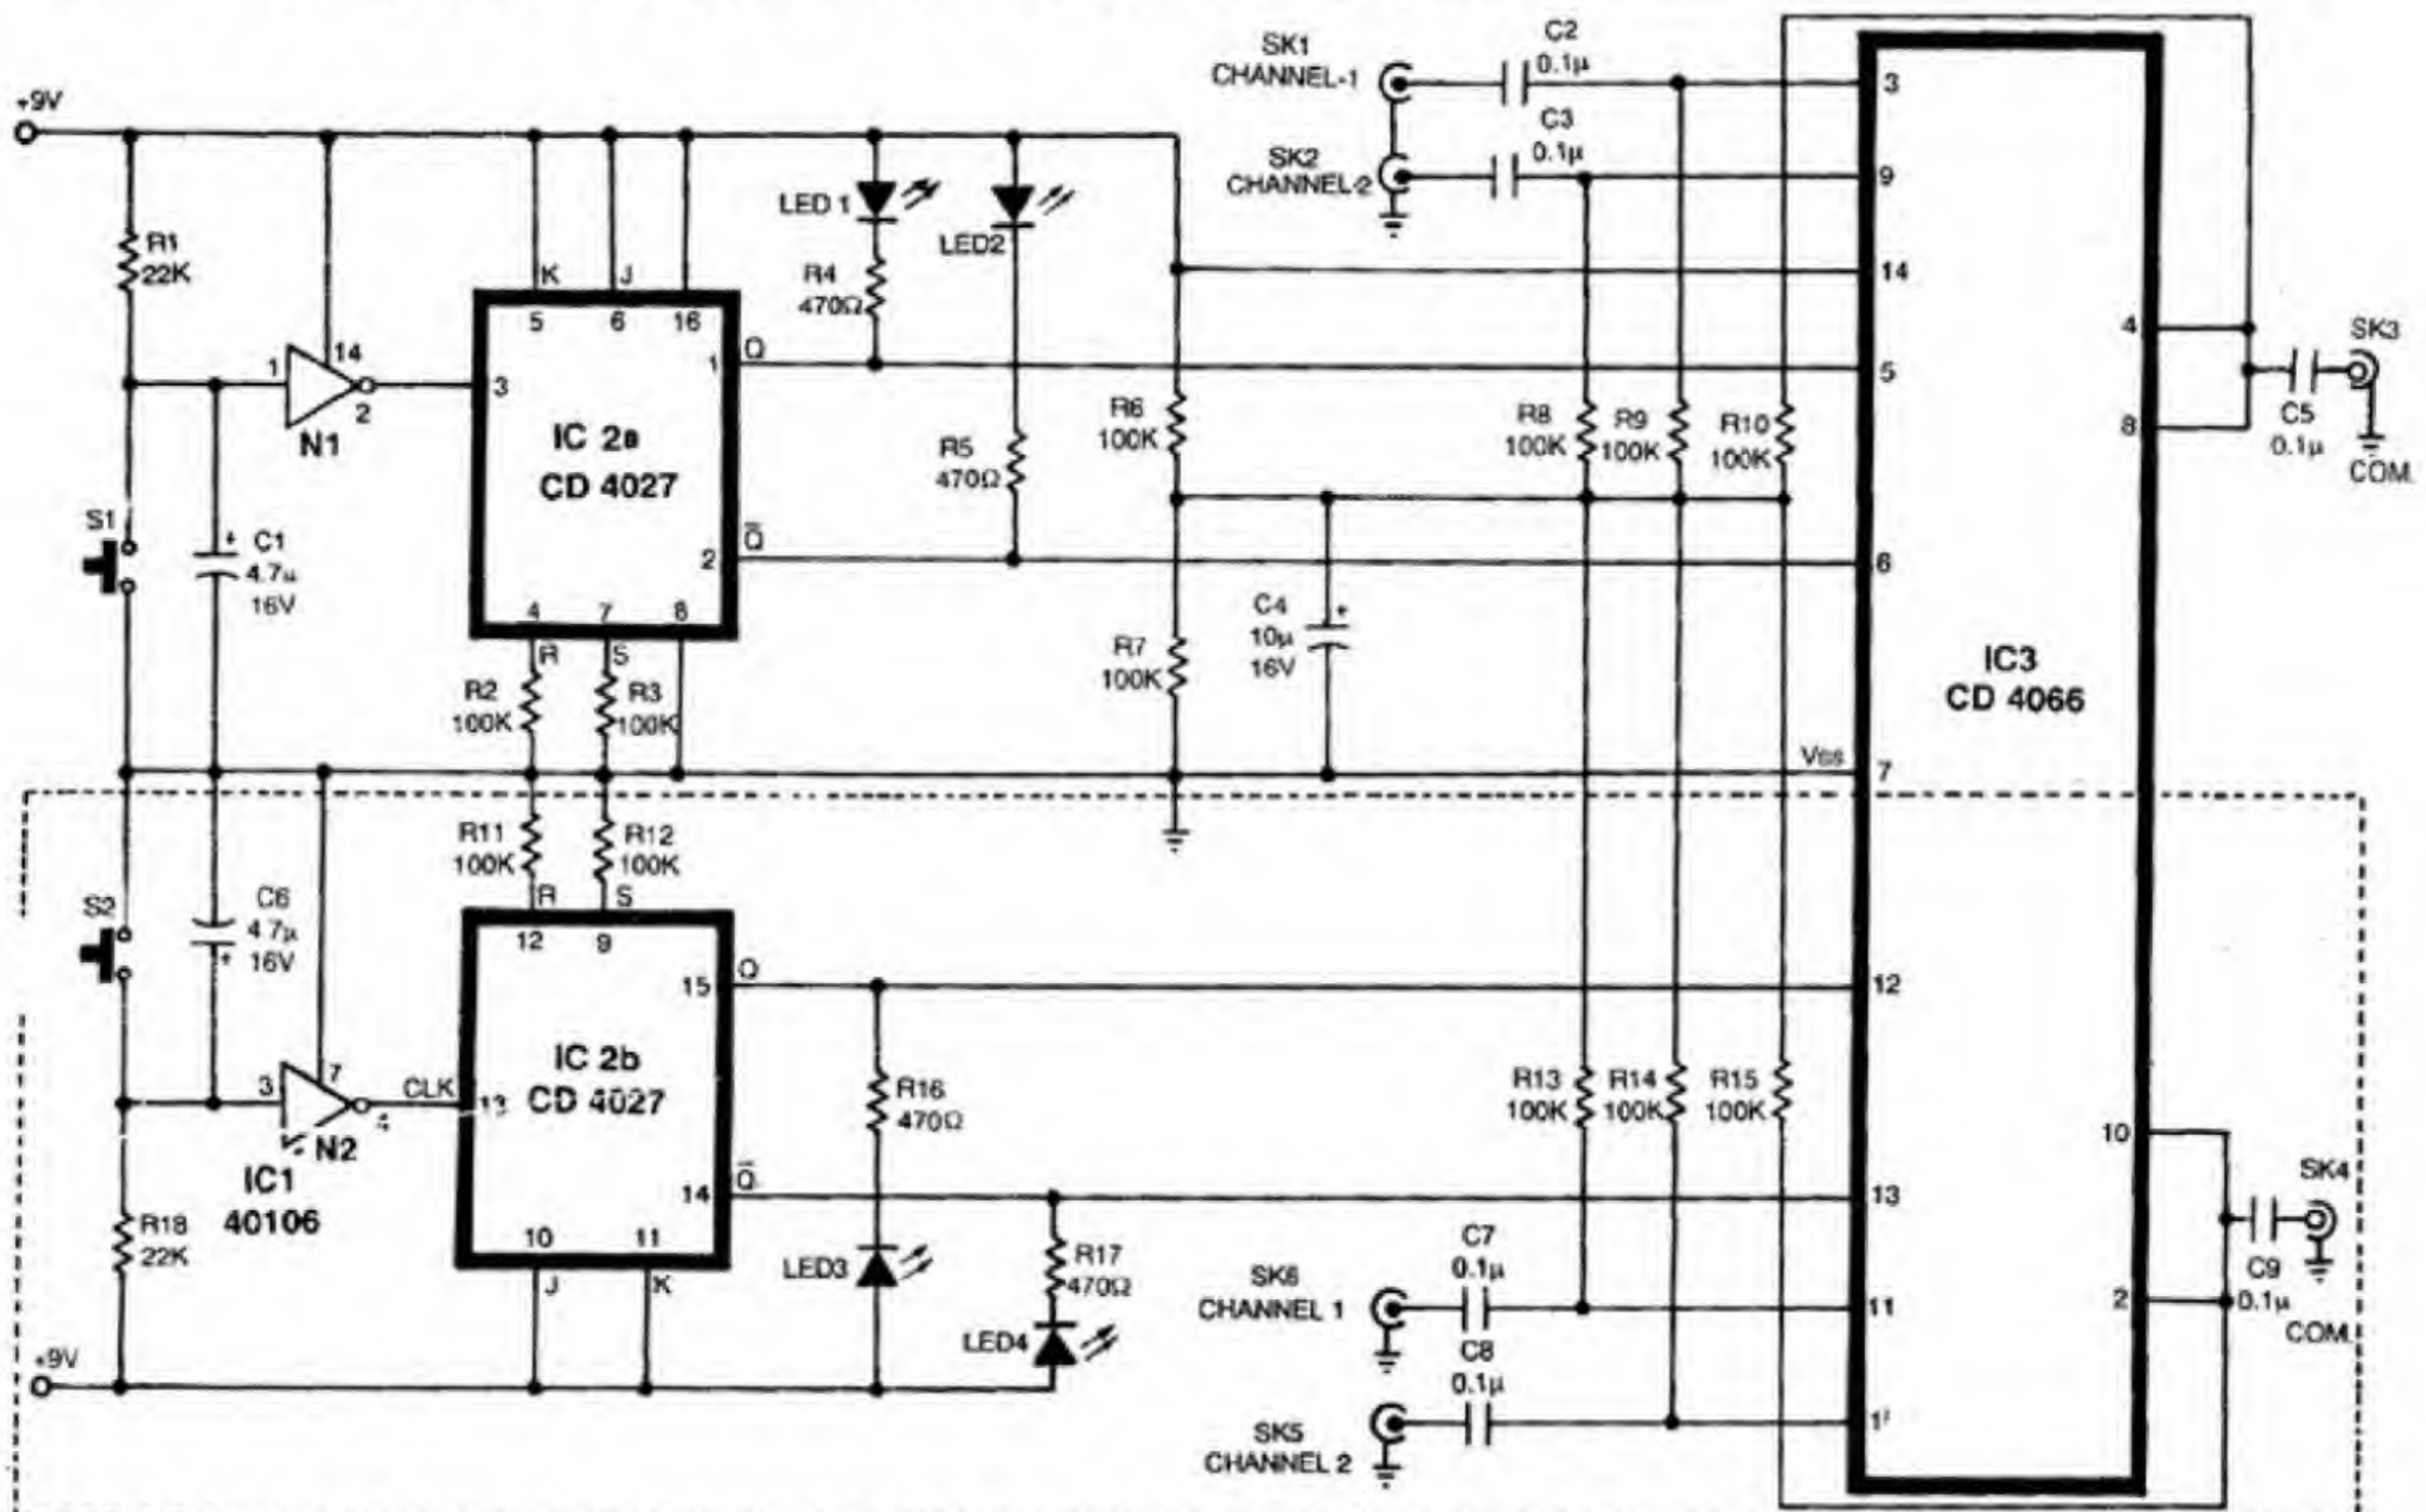 SK1
CHANNEL-1
C2
0.1µ
+9V
C3
0.1µ
SK2
CHANNEL-2
3
9
14
5
6
7
12
13
11
LED 1
LED2
R1
22K
K
J
5
6
16
R4
470Ω
1
14
2
N1
3
1
Q
IC 2a
CD 4027
R5
470Ω
R6
100K
R8
100K
R9
100K
R10
100K
4
8
SK3
C5
0.1µ
COM.
S1
C1
4.7µ
16V
+
2
Q̅
4
7
8
R
S
R2
100K
R3
100K
R7
100K
C4
10µ
16V
+
IC3
CD 4066
Vss
R11
100K
R12
100K
R
S
S2
C6
4.7µ
16V
+
12
9
15
Q
3
7
4
CLK
13
IC 2b
CD 4027
N2
IC1
40106
R16
470Ω
R13
100K
R14
100K
R15
100K
10
2
SK4
C9
0.1µ
COM.
14
Q̅
R18
22K
10
11
J
K
LED3
R17
470Ω
LED4
SK6
CHANNEL 1
C7
0.1µ
C8
0.1µ
SK5
CHANNEL 2
+9V